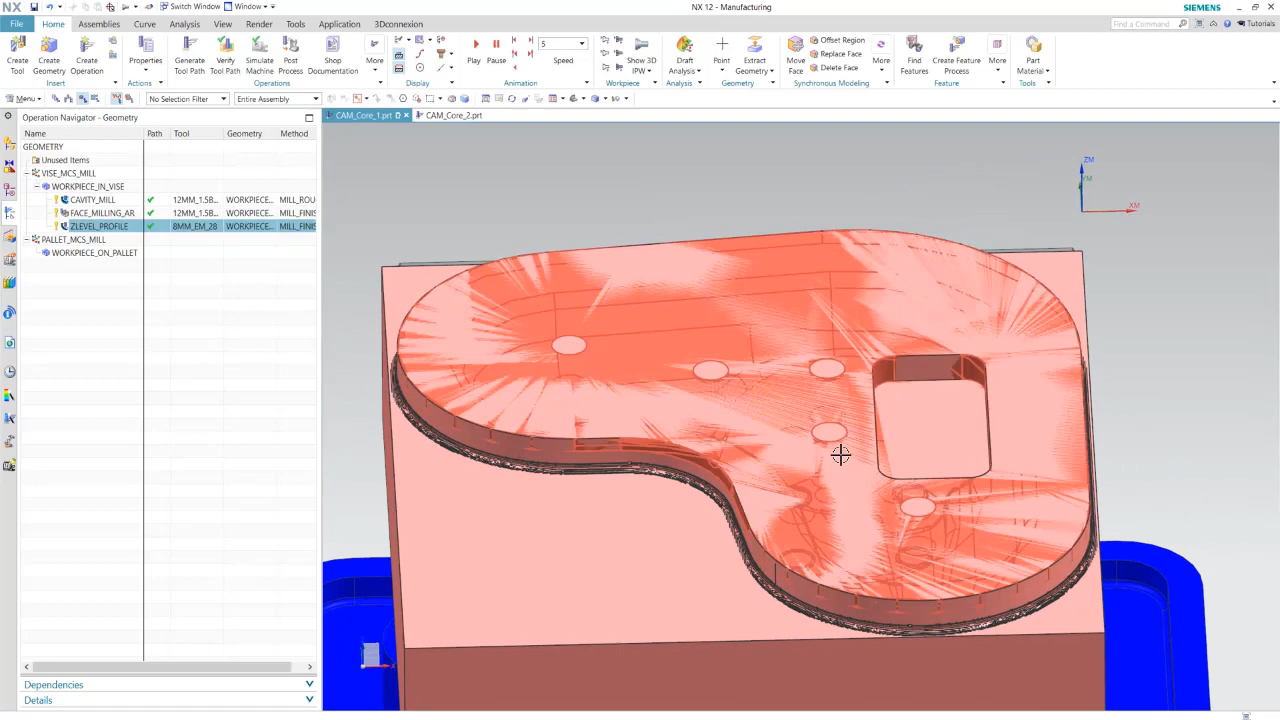 NX
Switch Window
Window
NX 12 - Manufacturing
SIEMENS
File
Home
Assemblies
Curve
Analysis
View
Render
Tools
Application
3Dconnexion
Find a Command
Tutorials
Create Tool
Create Geometry
Create Operation
Properties
Generate Tool Path
Verify Tool Path
Simulate Machine
Post Process
Shop Documentation
More
Play
Pause
5
Speed
Show 3D IPW
Draft Analysis
Point
Extract Geometry
Move Face
Offset Region
Replace Face
Delete Face
More
Find Features
Create Feature Process
More
Part Material
Insert
Actions
Operations
Display
Animation
Workpiece
Analysis
Geometry
Synchronous Modeling
Feature
Tools
Menu
No Selection Filter
Entire Assembly
Operation Navigator - Geometry
CAM_Core_1.prt
CAM_Core_2.prt
Name
Path
Tool
Geometry
Method
GEOMETRY
Unused Items
VISE_MCS_MILL
WORKPIECE_IN_VISE
CAVITY_MILL
12MM_1.5B...
WORKPIECE...
MILL_ROU
FACE_MILLING_AR
12MM_1.5B...
WORKPIECE...
MILL_FINIS
ZLEVEL_PROFILE
8MM_EM_28
WORKPIECE...
MILL_FINIS
PALLET_MCS_MILL
WORKPIECE_ON_PALLET
ZM
YM
XM
Dependencies
Details